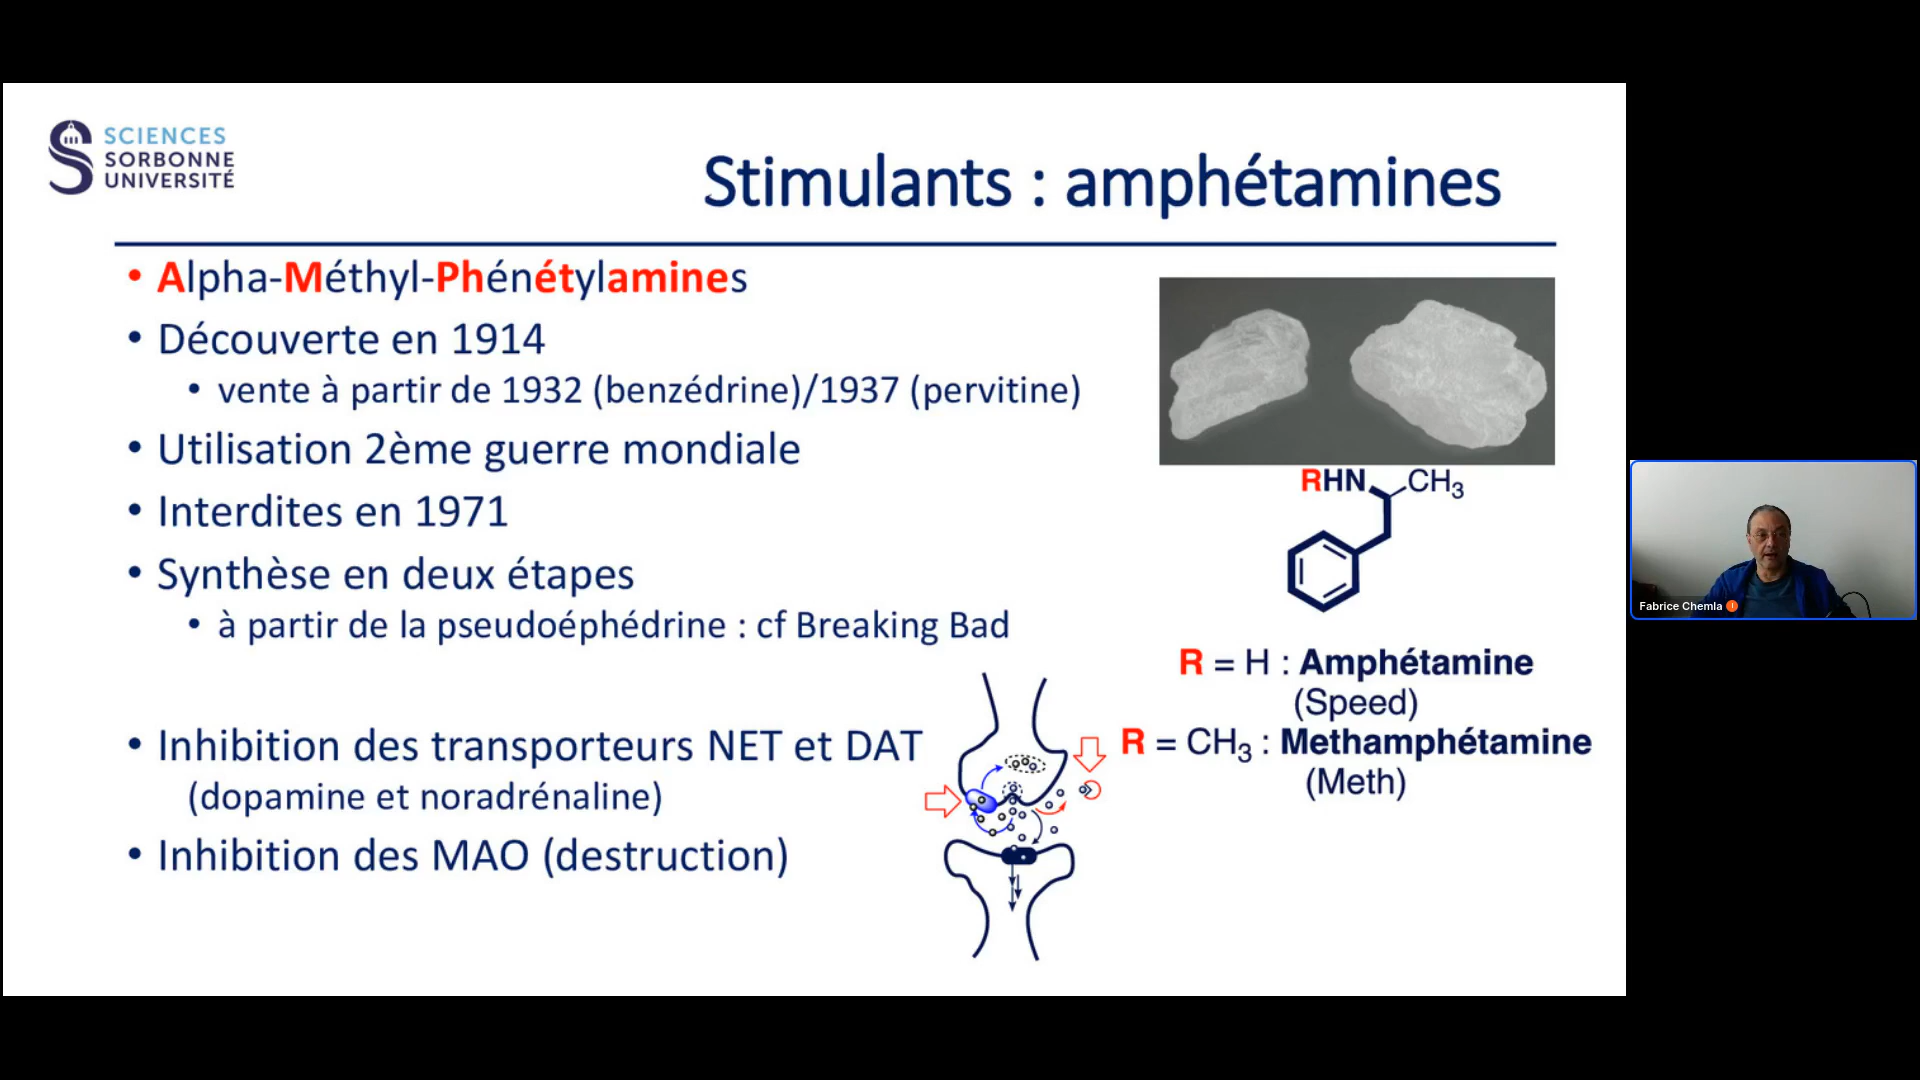 SCIENCES
SORBONNE
UNIVERSITÉ
Stimulants : amphétamines
• Alpha-Méthyl-Phénétylamines
• Découverte en 1914
• vente à partir de 1932 (benzédrine)/1937 (pervitine)
• Utilisation 2ème guerre mondiale
• Interdites en 1971
• Synthèse en deux étapes
• à partir de la pseudoéphédrine : cf Breaking Bad
• Inhibition des transporteurs NET et DAT
(dopamine et noradrénaline)
• Inhibition des MAO (destruction)
RHN CH3
R = H : Amphétamine
(Speed)
R = CH3 : Methamphétamine
(Meth)
Fabrice Chemla